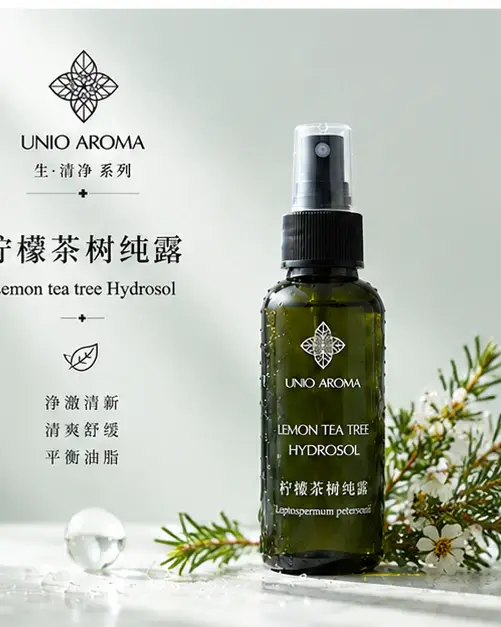 UNIO AROMA
生·清净 系列
柠檬茶树纯露
Lemon tea tree Hydrosol
净澈清新
清爽舒缓
平衡油脂
UNIO AROMA
LEMON TEA TREE
HYDROSOL
柠檬茶树纯露
Leptospermum petersonii